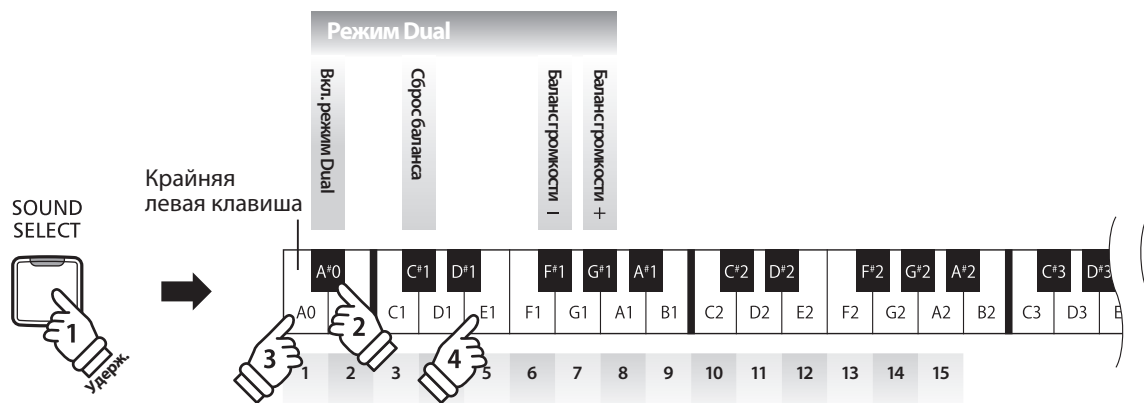 Режим Dual
Вкл. режим Dual
Сброс баланса
Баланс громкости –
Баланс громкости +
Крайняя
левая клавиша
SOUND
SELECT
1
Удерж.
A#0 C#1 D#1 F#1 G#1 A#1 C#2 D#2 F#2 G#2 A#2 C#3 D#3
A0 C1 D1 E1 F1 G1 A1 B1 C2 D2 E2 F2 G2 A2 B2 C3 D3
2
3
4
1 2 3 5 6 7 8 9 10 11 12 13 14 15